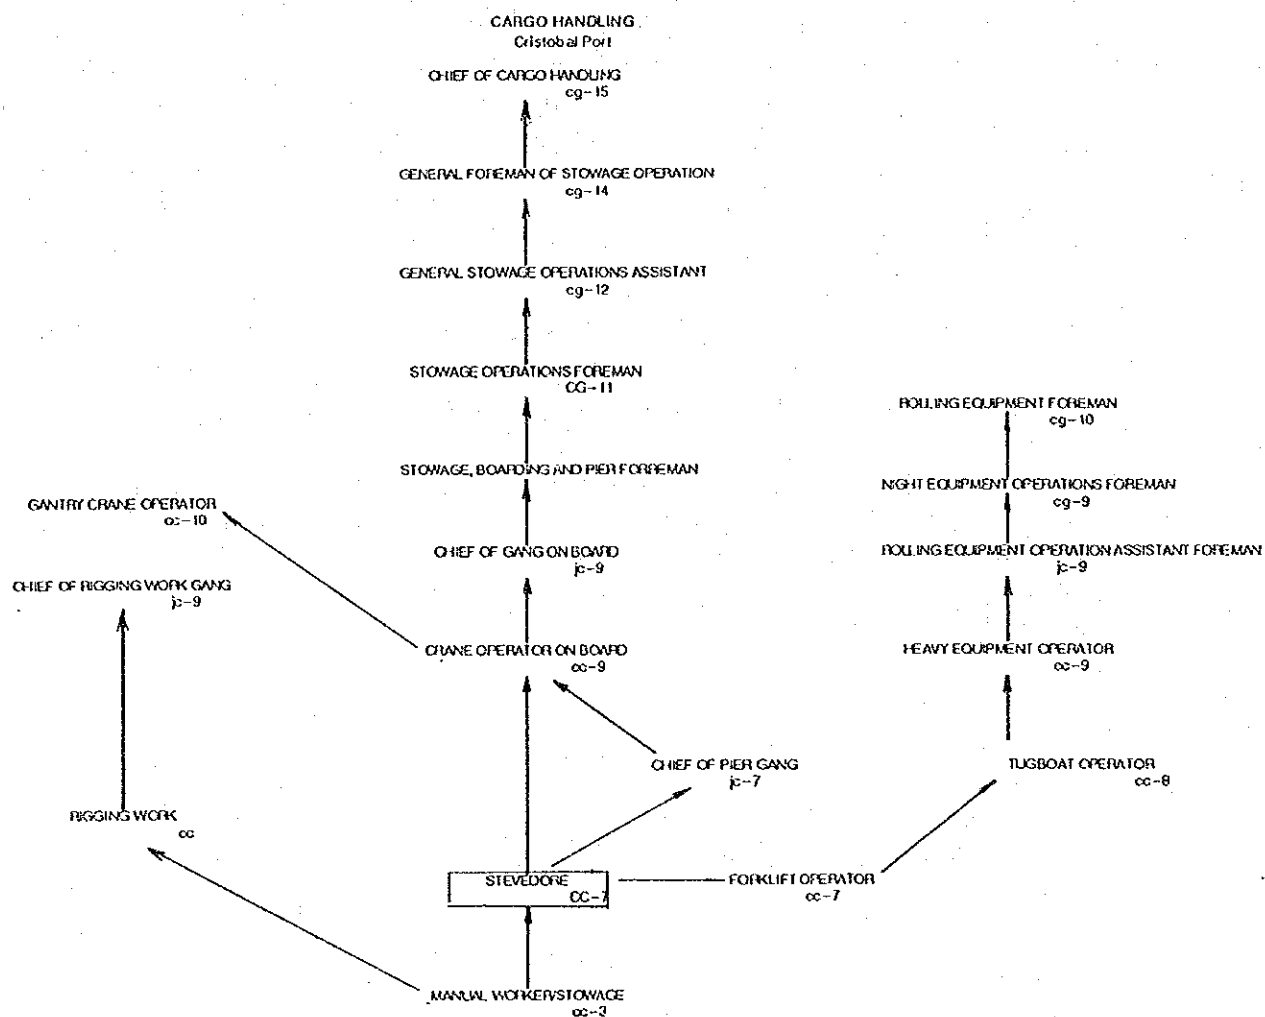 CARGO HANDLING
Cristobal Port
CHIEF OF CARGO HANDLING
cg-15
GENERAL FOREMAN OF STOWAGE OPERATION
cg-14
GENERAL STOWAGE OPERATIONS ASSISTANT
cg-12
STOWAGE OPERATIONS FOREMAN
CG-11
ROLLING EQUIPMENT FOREMAN
cg-10
STOWAGE, BOARDING AND PIER FORREMAN
NIGHT EQUIPMENT OPERATIONS FOREMAN
cg-9
GANTRY CRANE OPERATOR
cc-10
CHIEF OF GANG ON BOARD
jc-9
ROLLING EQUIPMENT OPERATION ASSISTANT FOREMAN
jc-9
CHIEF OF RIGGING WORK GANG
jc-9
CRANE OPERATOR ON BOARD
cc-9
HEAVY EQUIPMENT OPERATOR
cc-9
CHIEF OF PIER GANG
jc-7
TUGBOAT OPERATOR
cc-8
RIGGING WORK
cc
STEVEDORE
CC-7
FORKLIFT OPERATOR
cc-7
MANUAL WORKER/STOWAGE
cc-3